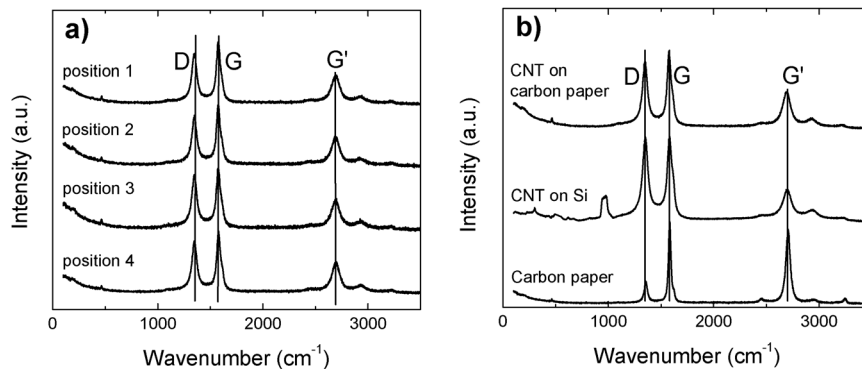 a)
D
G
G'
position 1
position 2
position 3
position 4
Intensity (a.u.)
0
1000
2000
3000
Wavenumber (cm⁻¹)
b)
D
G
G'
CNT on
carbon paper
CNT on Si
Carbon paper
Intensity (a.u.)
0
1000
2000
3000
Wavenumber (cm⁻¹)